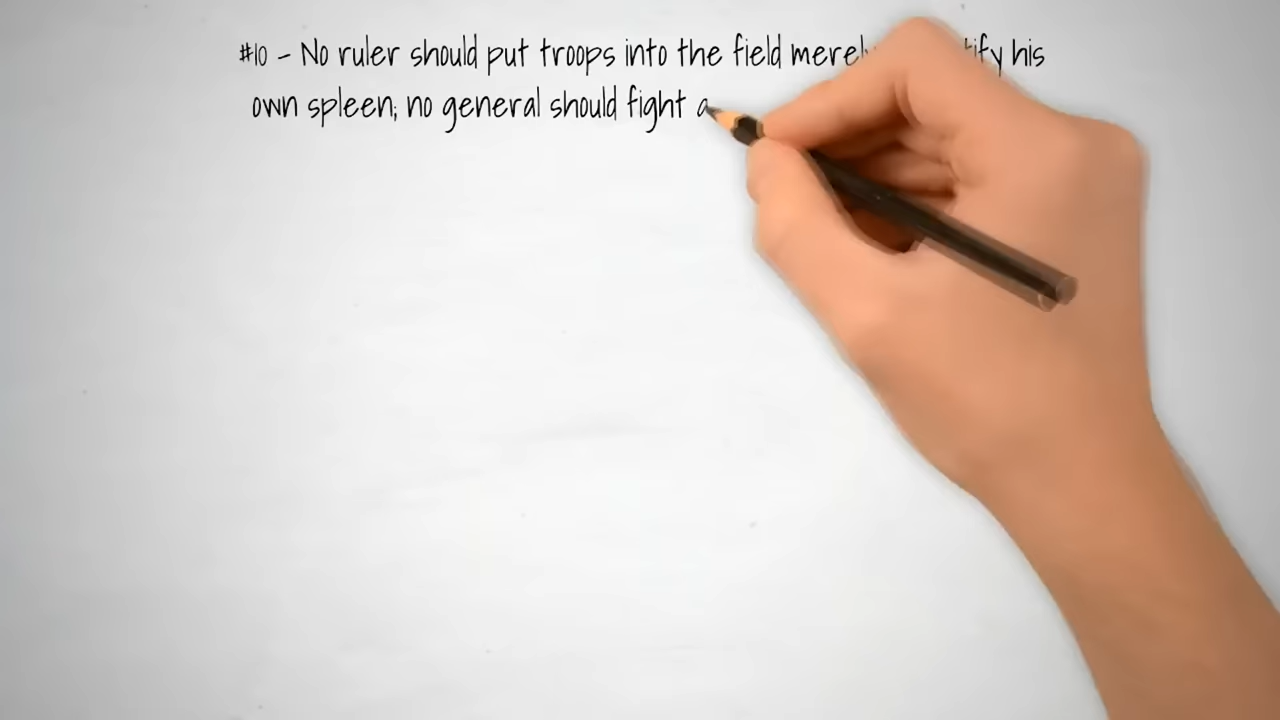 #10 - No ruler should put troops into the field his
own spleen; no general should fight a